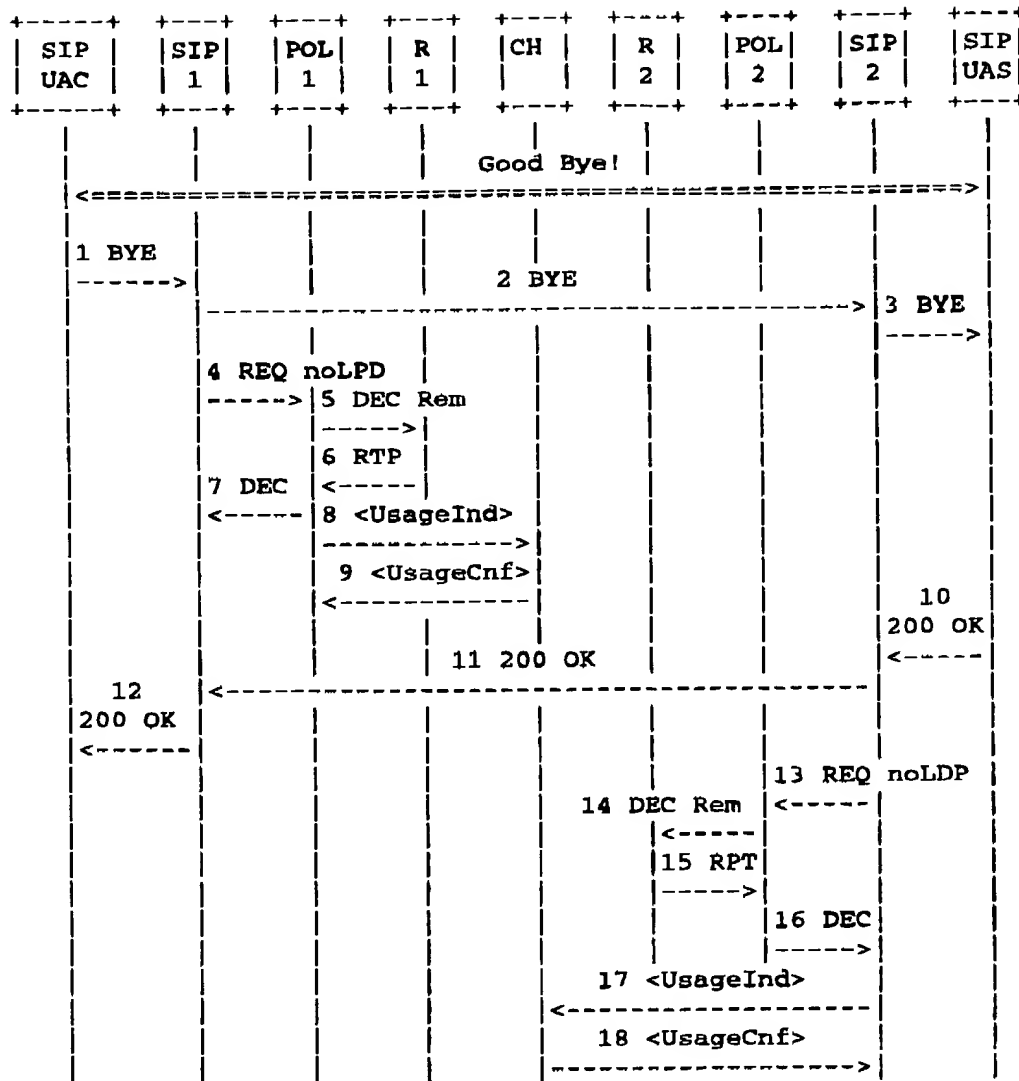 SIP UAC
SIP 1
POL 1
R 1
CH
R 2
POL 2
SIP 2
SIP UAS
Good Bye!
1 BYE
2 BYE
3 BYE
4 REQ noLPD
5 DEC Rem
6 RTP
7 DEC
8 <UsageInd>
9 <UsageCnf>
10
200 OK
11 200 OK
12
200 OK
13 REQ noLDP
14 DEC Rem
15 RPT
16 DEC
17 <UsageInd>
18 <UsageCnf>